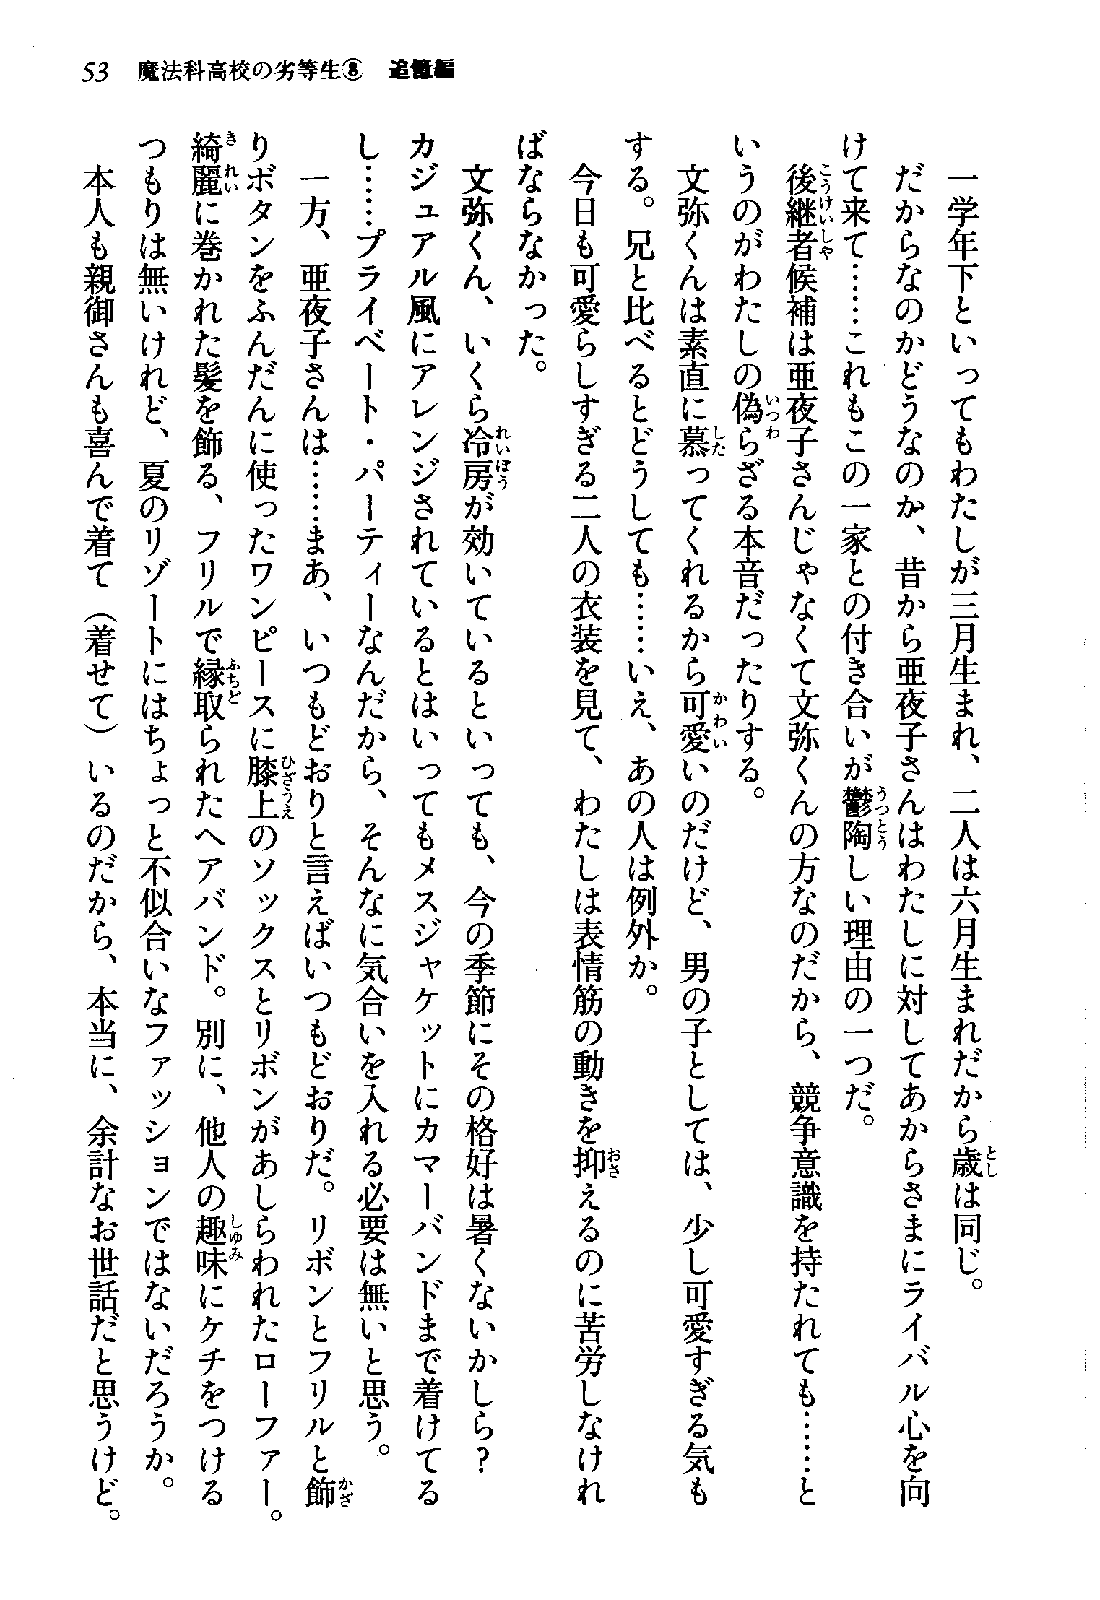 53　魔法科高校の劣等生⑧　追憶編
　一学年下といってもわたしが三月生まれ、二人は六月生まれだから歳は同じ。
　だからなのかどうなのか、昔から亜夜子さんはわたしに対してあからさまにライバル心を向
けて来て……これもこの一家との付き合いが鬱陶しい理由の一つだ。
　後継者候補は亜夜子さんじゃなくて文弥くんの方なのだから、競争意識を持たれても……と
いうのがわたしの偽らざる本音だったりする。
　文弥くんは素直に慕ってくれるから可愛いのだけど、男の子としては、少し可愛すぎる気も
する。兄と比べるとどうしても……いえ、あの人は例外か。
　今日も可愛らしすぎる二人の衣装を見て、わたしは表情筋の動きを抑えるのに苦労しなけれ
ばならなかった。
　文弥くん、いくら冷房が効いているといっても、今の季節にその格好は暑くないかしら？
カジュアル風にアレンジされているとはいってもメスジャケットにカマーバンドまで着けてる
し……プライベート・パーティーなんだから、そんなに気合いを入れる必要は無いと思う。
　一方、亜夜子さんは……まあ、いつもどおりと言えばいつもどおりだ。リボンとフリルと飾
りボタンをふんだんに使ったワンピースに膝上のソックスとリボンがあしらわれたローファー。
綺麗に巻かれた髪を飾る、フリルで縁取られたヘアバンド。別に、他人の趣味にケチをつける
つもりは無いけれど、夏のリゾートにはちょっと不似合いなファッションではないだろうか。
　本人も親御さんも喜んで着て（着せて）いるのだから、本当に、余計なお世話だと思うけど。